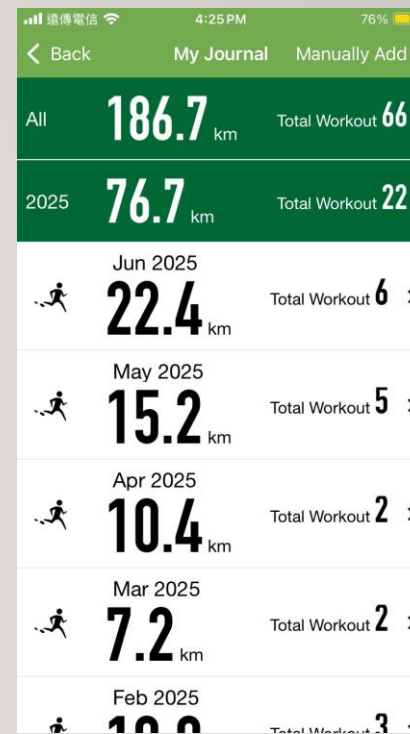 遠傳電信 4:25 PM 76%
Back My Journal Manually Add
All 186.7 km Total Workout 66
2025 76.7 km Total Workout 22
Jun 2025
22.4 km Total Workout 6
May 2025
15.2 km Total Workout 5
Apr 2025
10.4 km Total Workout 2
Mar 2025
7.2 km Total Workout 2
Feb 2025
Total Workout 3